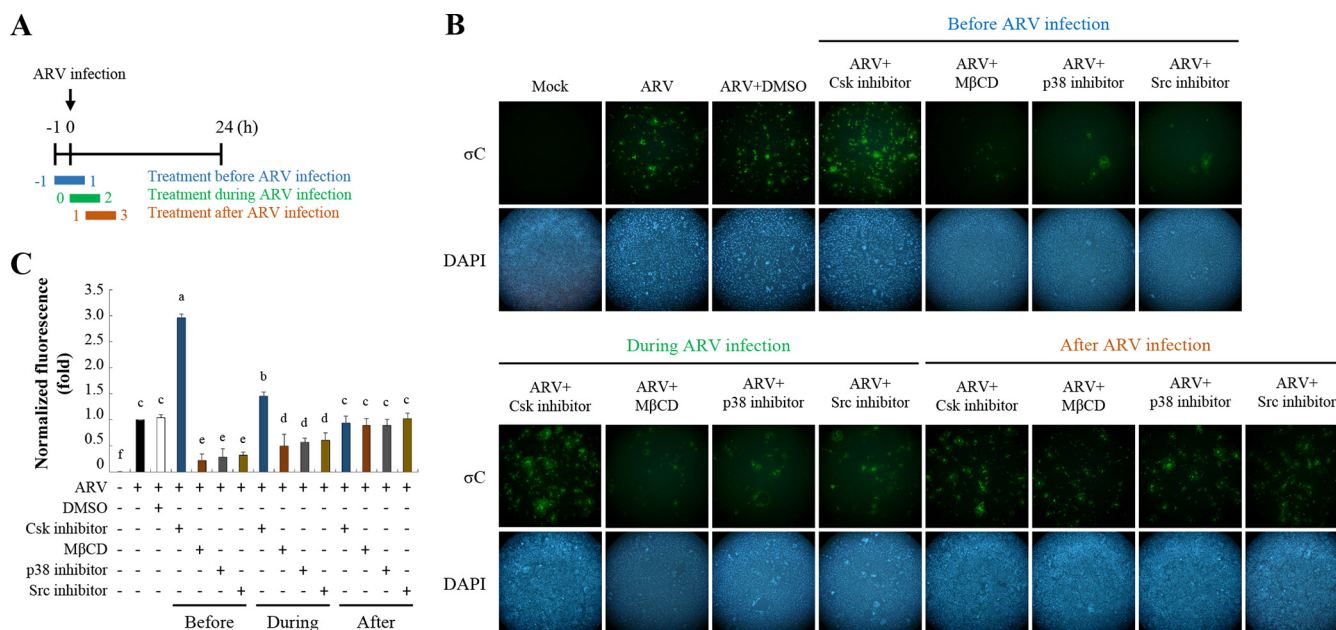 A
ARV infection
-1 0 24 (h)
-1 1 Treatment before ARV infection
0 2 Treatment during ARV infection
1 3 Treatment after ARV infection
B
Before ARV infection
Mock ARV ARV+DMSO ARV+ Csk inhibitor ARV+ MβCD ARV+ p38 inhibitor ARV+ Src inhibitor
σC
DAPI
During ARV infection After ARV infection
ARV+ Csk inhibitor ARV+ MβCD ARV+ p38 inhibitor ARV+ Src inhibitor ARV+ Csk inhibitor ARV+ MβCD ARV+ p38 inhibitor ARV+ Src inhibitor
σC
DAPI
C
Normalized fluorescence
(fold)
3.5
3.0
2.5
2.0
1.5
1.0
0.5
0
f c c a e e e b d d d c c c c
- + + + + + + + + + + + + + + ARV
- - + - - - - - - - - - - - - DMSO
- - - + - - - + - - - + - - - Csk inhibitor
- - - - + - - - + - - - + - - MβCD
- - - - - + - - - + - - - + - p38 inhibitor
- - - - - - + - - - + - - - + Src inhibitor
Before During After